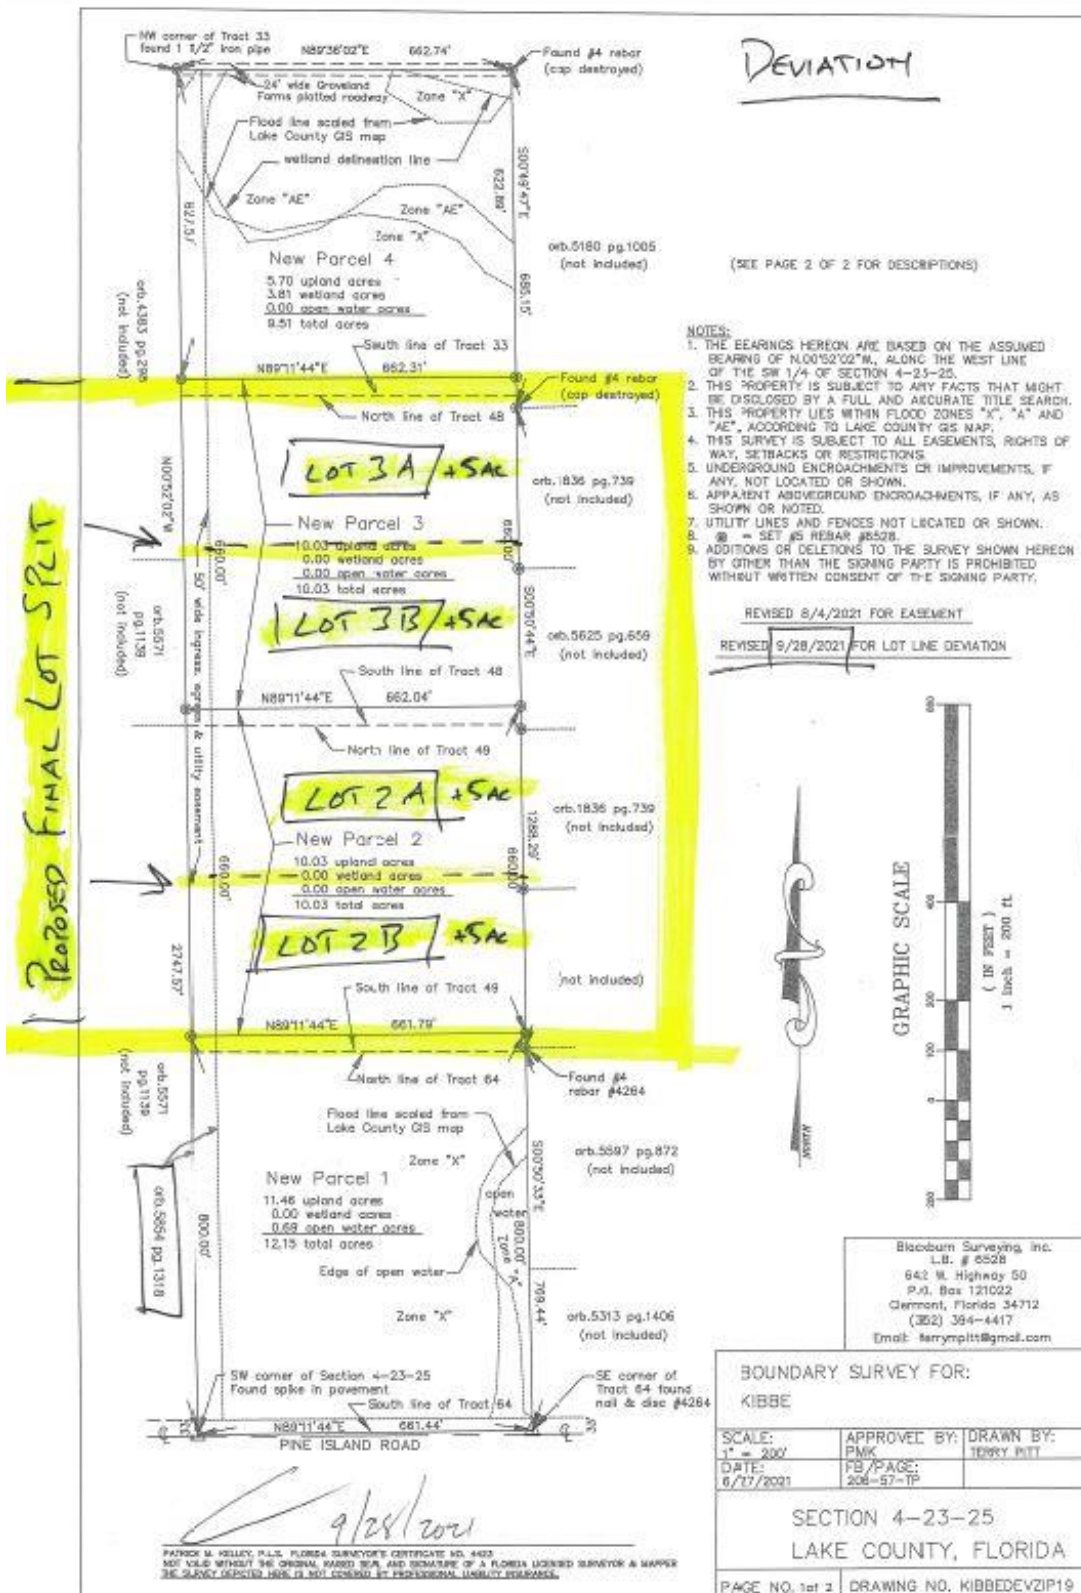 NW corner of Tract 33
found 1 1/2" iron pipe
N89°36'02"E 662.74'
Found #4 rebar
(cap destroyed)
DEVIATION
24' wide Groveland
Farms platted roadway
Zone "X"
Flood line scaled from
Lake County GIS map
wetland delineation line
S00°49'47"E
622.89'
Zone "AE"
Zone "AE"
Zone "X"
827.57'
orb.5180 pg.1005
(not included)
(SEE PAGE 2 OF 2 FOR DESCRIPTIONS)
New Parcel 4
5.70 upland acres
3.81 wetland acres
0.00 open water acres
9.51 total acres
685.15'
orb.4383 pg.296
(not included)
South line of Tract 33
N89°11'44"E 662.31'
Found #4 rebar
(cap destroyed)
North line of Tract 48
NOTES:
1. THE BEARINGS HEREON ARE BASED ON THE ASSUMED
BEARING OF N.00°52'02"W., ALONG THE WEST LINE
OF THE SW 1/4 OF SECTION 4-23-25.
2. THIS PROPERTY IS SUBJECT TO ANY FACTS THAT MIGHT
BE DISCLOSED BY A FULL AND ACCURATE TITLE SEARCH.
3. THIS PROPERTY LIES WITHIN FLOOD ZONES "X", "A" AND
"AE", ACCORDING TO LAKE COUNTY GIS MAP.
4. THIS SURVEY IS SUBJECT TO ALL EASEMENTS, RIGHTS OF
WAY, SETBACKS OR RESTRICTIONS.
5. UNDERGROUND ENCROACHMENTS OR IMPROVEMENTS, IF
ANY, NOT LOCATED OR SHOWN.
6. APPARENT ABOVEGROUND ENCROACHMENTS, IF ANY, AS
SHOWN OR NOTED.
7. UTILITY LINES AND FENCES NOT LOCATED OR SHOWN.
8. = SET #5 REBAR #6528.
9. ADDITIONS OR DELETIONS TO THE SURVEY SHOWN HEREON
BY OTHER THAN THE SIGNING PARTY IS PROHIBITED
WITHOUT WRITTEN CONSENT OF THE SIGNING PARTY.
REVISED 8/4/2021 FOR EASEMENT
REVISED 9/28/2021 FOR LOT LINE DEVIATION
PROPOSED FINAL LOT SPLIT
N00°52'02"W
LOT 3A +5AC
orb.1836 pg.739
(not included)
New Parcel 3
10.03 upland acres
0.00 wetland acres
0.00 open water acres
10.03 total acres
660.00'
660.00'
50' wide ingress, egress & utility easement
S00°50'44"E
orb.5571
pg.1139
(not included)
LOT 3B +5AC
orb.5625 pg.659
(not included)
South line of Tract 48
N89°11'44"E 662.04'
North line of Tract 49
LOT 2A +5AC
orb.1836 pg.739
(not included)
1289.29'
New Parcel 2
10.03 upland acres
0.00 wetland acres
0.00 open water acres
10.03 total acres
660.00'
660.00'
LOT 2B +5AC
2747.57'
not included)
South line of Tract 49
N89°11'44"E 661.79'
North line of Tract 64
Found #4
rebar #4264
orb.5571
pg.1139
(not included)
Flood line scaled from
Lake County GIS map
Zone "X"
orb.5597 pg.872
(not included)
S00°50'33"E
New Parcel 1
11.46 upland acres
0.00 wetland acres
0.69 open water acres
12.15 total acres
open
water
Zone "A"
800.00'
orb.5854 pg.1318
800.00'
Edge of open water
769.44'
Zone "X"
orb.5313 pg.1406
(not included)
SW corner of Section 4-23-25
Found spike in pavement
SE corner of
Tract 64 found
nail & disc #4264
South line of Tract 64
33'
N89°11'44"E 661.44'
33'
PINE ISLAND ROAD
GRAPHIC SCALE
( IN FEET )
1 inch = 200 ft.
200
0
100
200
400
800
Blackburn Surveying, Inc.
L.B. # 6528
642 W. Highway 50
P.O. Box 121022
Clermont, Florida 34712
(352) 394-4417
Email: terrympitt@gmail.com
BOUNDARY SURVEY FOR:
KIBBE
SCALE:
1" = 200'
APPROVED BY:
PMK
DRAWN BY:
TERRY PITT
DATE:
6/27/2021
FB/PAGE:
206-57-TP
SECTION 4-23-25
LAKE COUNTY, FLORIDA
PAGE NO. 1of 2 DRAWING NO. KIBBEDEVZIP19
9/28/2021
PATRICK M. KELLEY, P.L.S. FLORIDA SURVEYOR'S CERTIFICATE NO. 4423
NOT VALID WITHOUT THE ORIGINAL RAISED SEAL AND SIGNATURE OF A FLORIDA LICENSED SURVEYOR & MAPPER
THE SURVEY DEPICTED HERE IS NOT COVERED BY PROFESSIONAL LIABILITY INSURANCE.